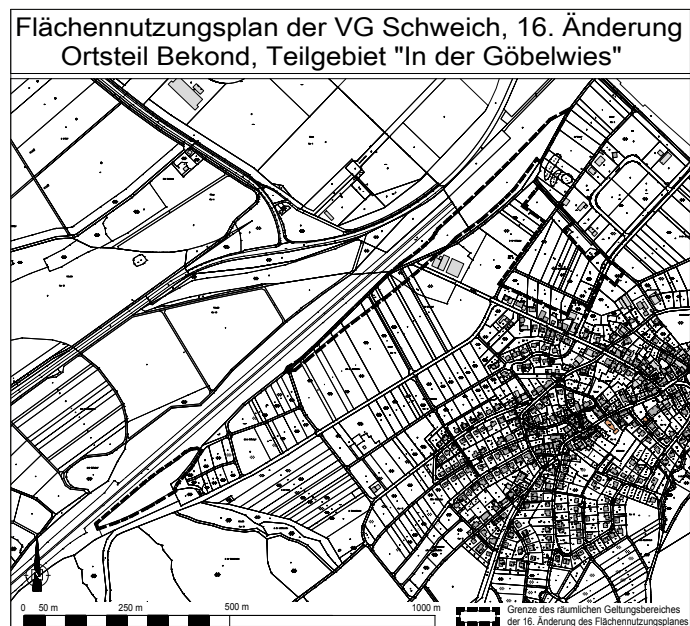 Flächennutzungsplan der VG Schweich, 16. Änderung
Ortsteil Bekond, Teilgebiet "In der Göbelwies"
N
0 50 m 250 m 500 m 1000 m
Grenze des räumlichen Geltungsbereiches
der 16. Änderung des Flächennutzungsplanes